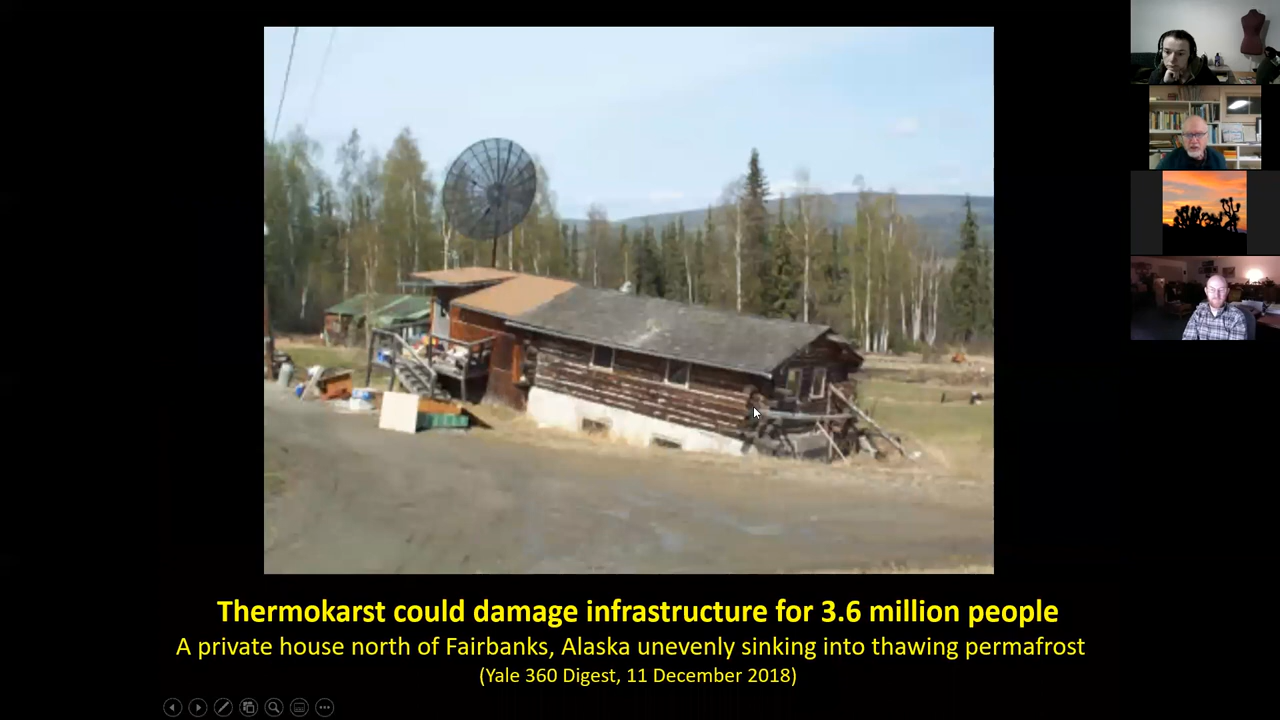 Thermokarst could damage infrastructure for 3.6 million people
A private house north of Fairbanks, Alaska unevenly sinking into thawing permafrost
(Yale 360 Digest, 11 December 2018)